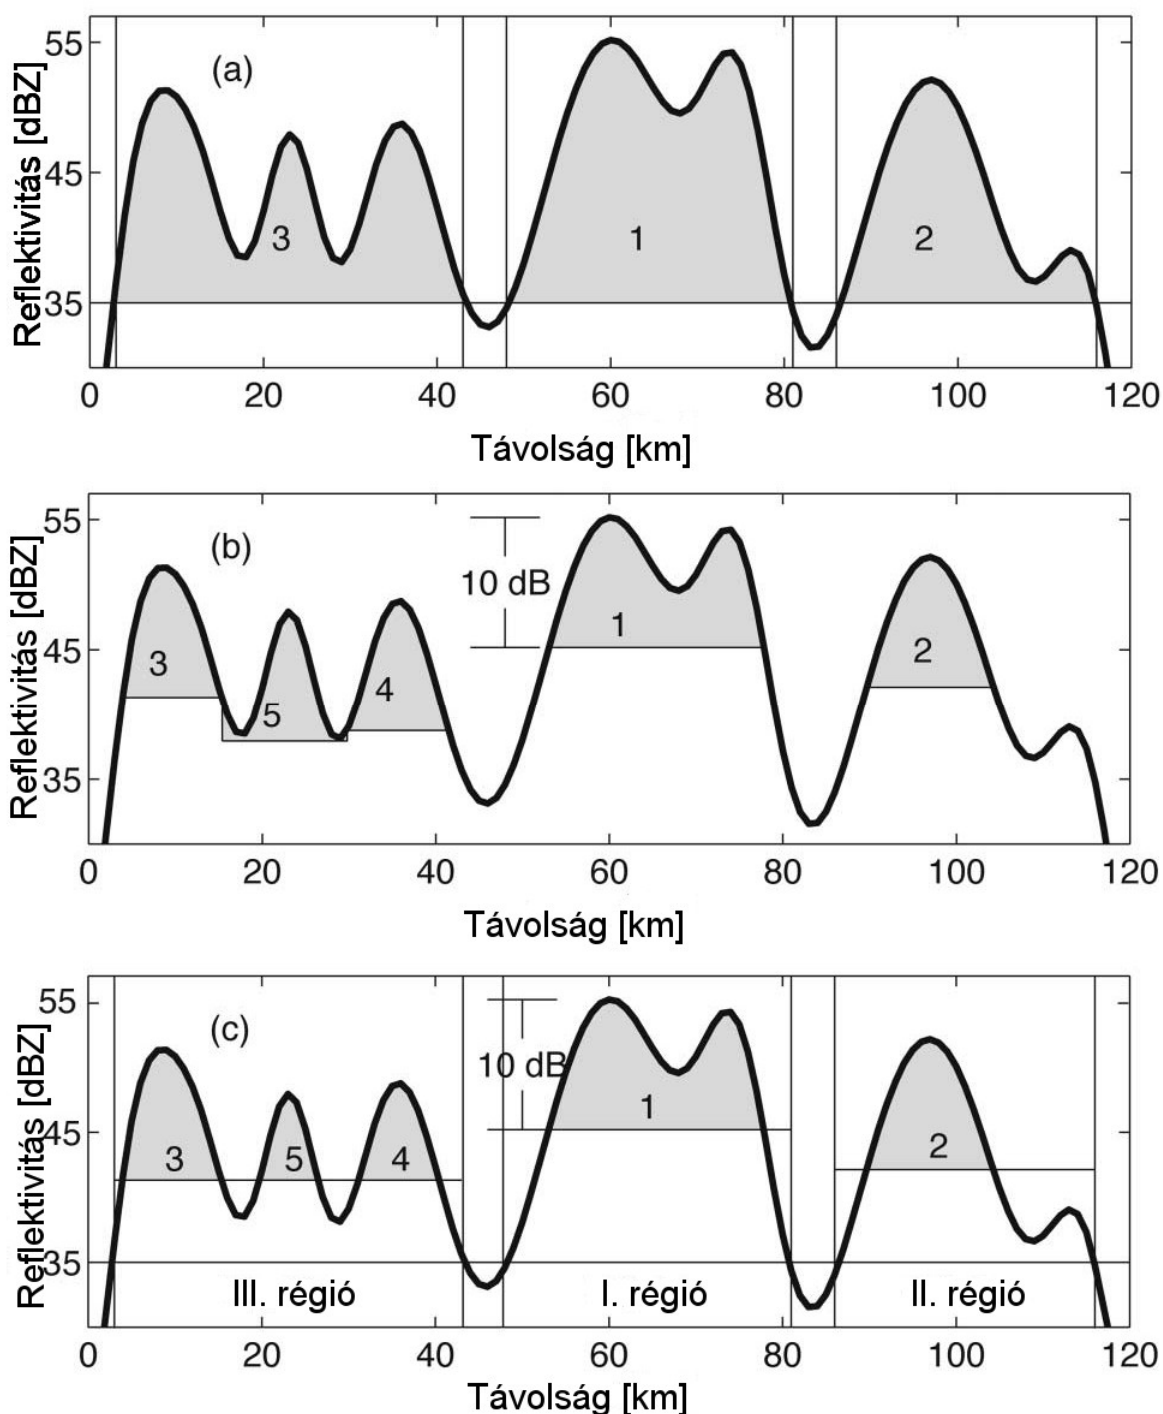 (a)
Reflektivitás [dBZ]
55
45
35
3
1
2
0 20 40 60 80 100 120
Távolság [km]
(b)
Reflektivitás [dBZ]
55
45
35
10 dB
3
5
4
1
2
0 20 40 60 80 100 120
Távolság [km]
(c)
Reflektivitás [dBZ]
55
45
35
10 dB
3
5
4
1
2
III. régió
I. régió
II. régió
0 20 40 60 80 100 120
Távolság [km]